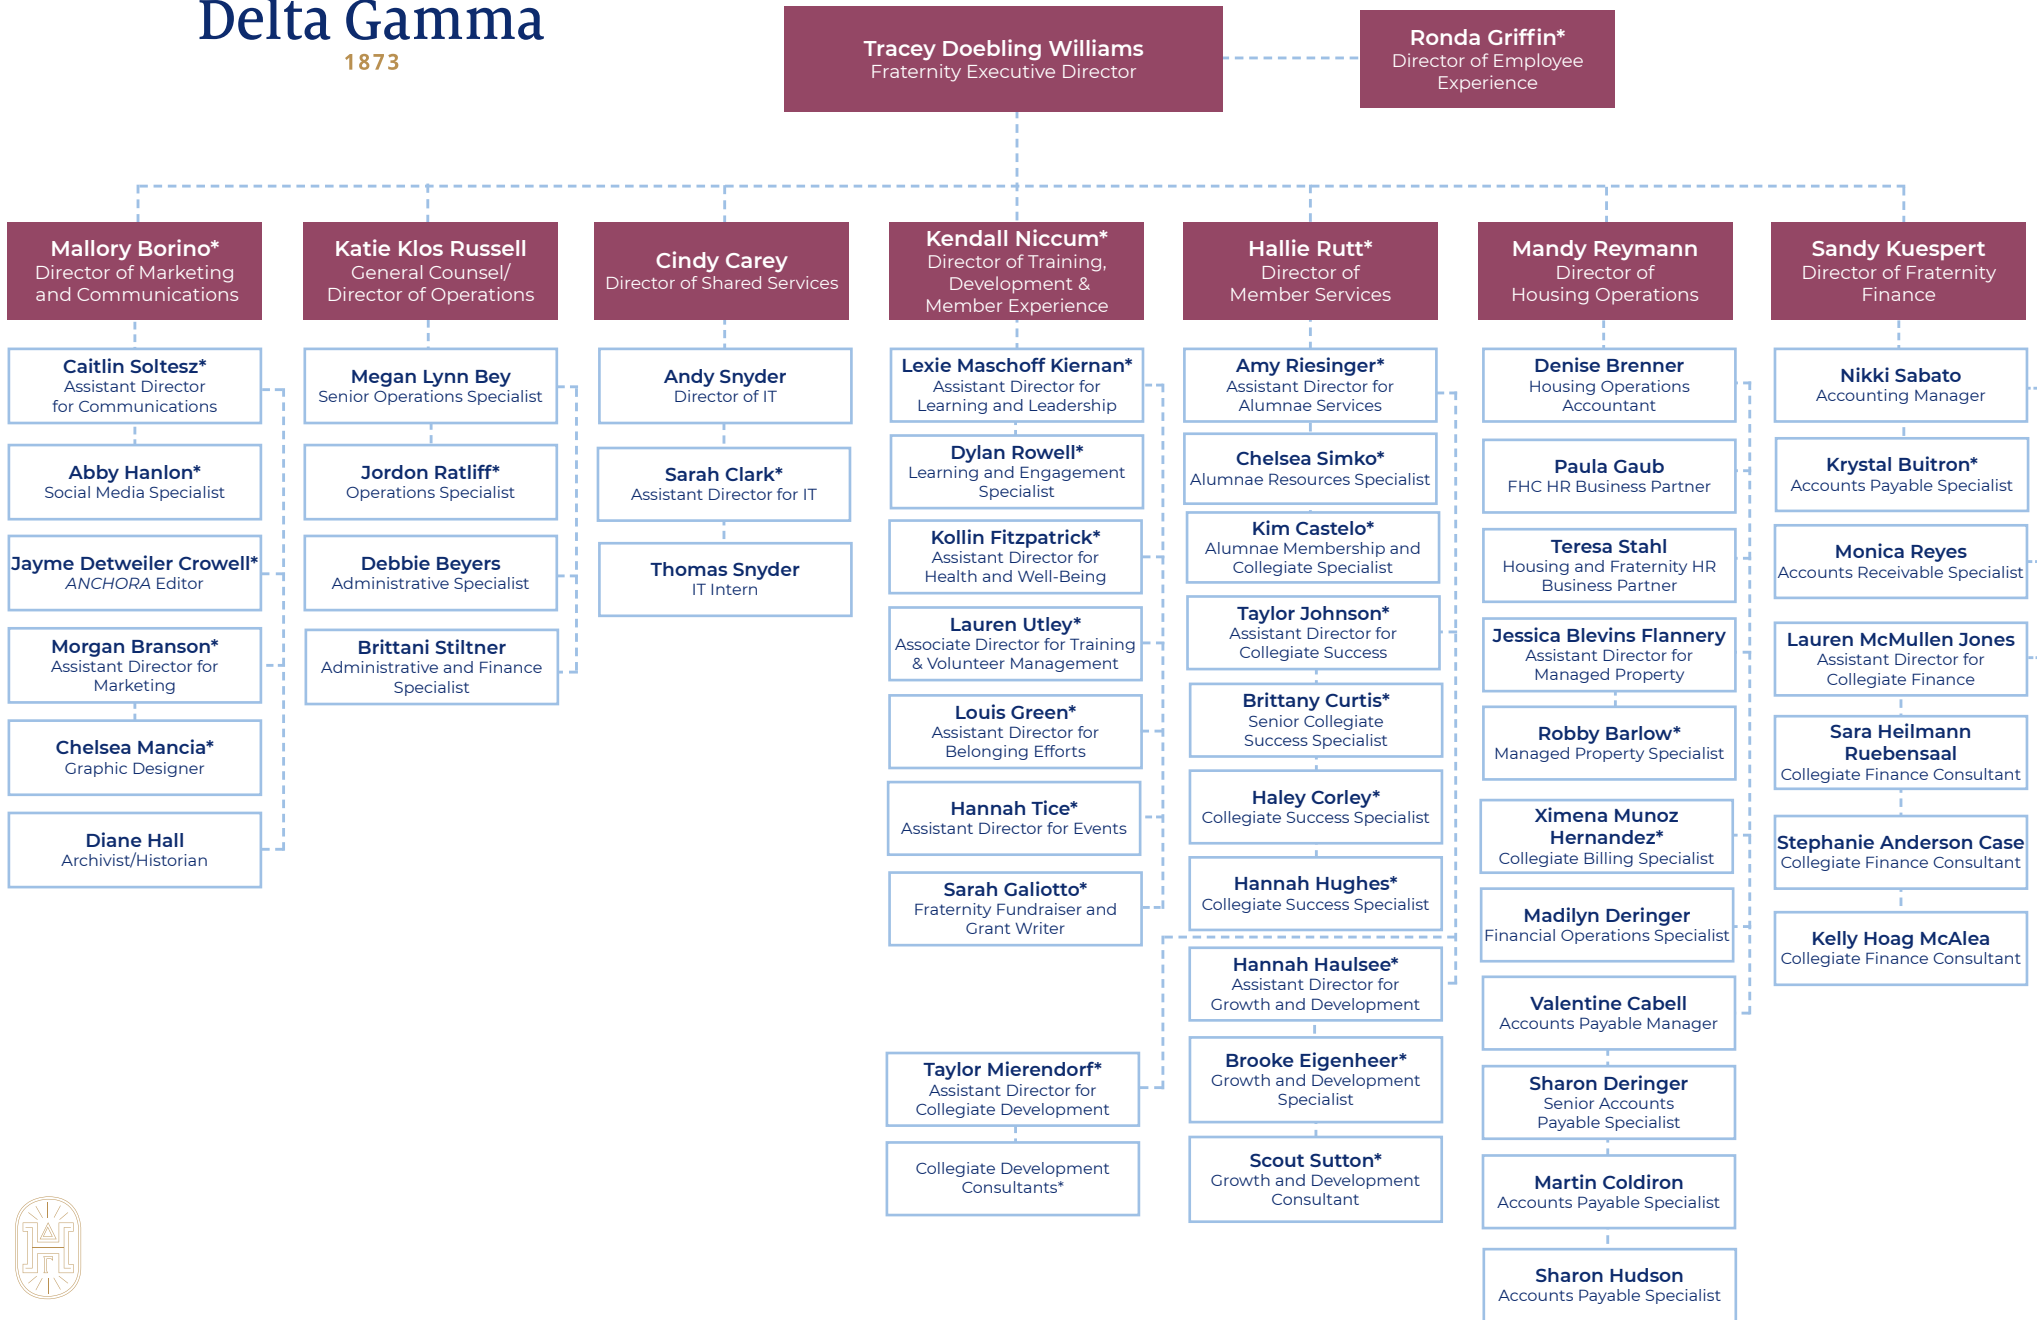 Delta Gamma
1873
Tracey Doebling Williams
Fraternity Executive Director
Ronda Griffin*
Director of Employee
Experience
Mallory Borino*
Director of Marketing
and Communications
Caitlin Soltesz*
Assistant Director
for Communications
Abby Hanlon*
Social Media Specialist
Jayme Detweiler Crowell*
ANCHORA Editor
Morgan Branson*
Assistant Director for
Marketing
Chelsea Mancia*
Graphic Designer
Diane Hall
Archivist/Historian
Katie Klos Russell
General Counsel/
Director of Operations
Megan Lynn Bey
Senior Operations Specialist
Jordon Ratliff*
Operations Specialist
Debbie Beyers
Administrative Specialist
Brittani Stiltner
Administrative and Finance
Specialist
Cindy Carey
Director of Shared Services
Andy Snyder
Director of IT
Sarah Clark*
Assistant Director for IT
Thomas Snyder
IT Intern
Kendall Niccum*
Director of Training,
Development &
Member Experience
Lexie Maschoff Kiernan*
Assistant Director for
Learning and Leadership
Dylan Rowell*
Learning and Engagement
Specialist
Kollin Fitzpatrick*
Assistant Director for
Health and Well-Being
Lauren Utley*
Associate Director for Training
& Volunteer Management
Louis Green*
Assistant Director for
Belonging Efforts
Hannah Tice*
Assistant Director for Events
Sarah Galiotto*
Fraternity Fundraiser and
Grant Writer
Taylor Mierendorf*
Assistant Director for
Collegiate Development
Collegiate Development
Consultants*
Hallie Rutt*
Director of
Member Services
Amy Riesinger*
Assistant Director for
Alumnae Services
Chelsea Simko*
Alumnae Resources Specialist
Kim Castelo*
Alumnae Membership and
Collegiate Specialist
Taylor Johnson*
Assistant Director for
Collegiate Success
Brittany Curtis*
Senior Collegiate
Success Specialist
Haley Corley*
Collegiate Success Specialist
Hannah Hughes*
Collegiate Success Specialist
Hannah Haulsee*
Assistant Director for
Growth and Development
Brooke Eigenheer*
Growth and Development
Specialist
Scout Sutton*
Growth and Development
Consultant
Mandy Reymann
Director of
Housing Operations
Denise Brenner
Housing Operations
Accountant
Paula Gaub
FHC HR Business Partner
Teresa Stahl
Housing and Fraternity HR
Business Partner
Jessica Blevins Flannery
Assistant Director for
Managed Property
Robby Barlow*
Managed Property Specialist
Ximena Munoz
Hernandez*
Collegiate Billing Specialist
Madilyn Deringer
Financial Operations Specialist
Valentine Cabell
Accounts Payable Manager
Sharon Deringer
Senior Accounts
Payable Specialist
Martin Coldiron
Accounts Payable Specialist
Sharon Hudson
Accounts Payable Specialist
Sandy Kuespert
Director of Fraternity
Finance
Nikki Sabato
Accounting Manager
Krystal Buitron*
Accounts Payable Specialist
Monica Reyes
Accounts Receivable Specialist
Lauren McMullen Jones
Assistant Director for
Collegiate Finance
Sara Heilmann
Ruebensaal
Collegiate Finance Consultant
Stephanie Anderson Case
Collegiate Finance Consultant
Kelly Hoag McAlea
Collegiate Finance Consultant